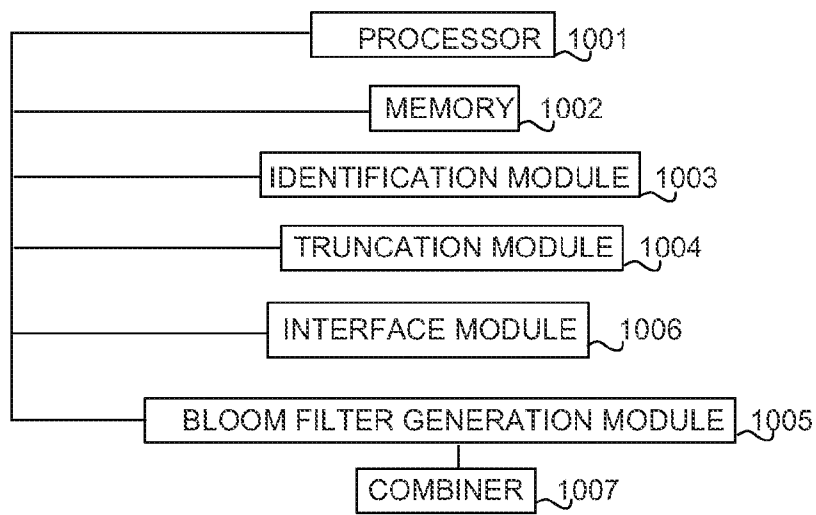 PROCESSOR 1001
MEMORY 1002
IDENTIFICATION MODULE 1003
TRUNCATION MODULE 1004
INTERFACE MODULE 1006
BLOOM FILTER GENERATION MODULE 1005
COMBINER 1007